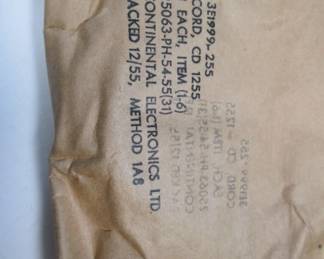 3E1999-255
CORD, CD 1255
EACH, ITEM (1-6)
5063-PH-54-55(31)
CONTINENTAL ELECTRONICS LTD.
PACKED 12/55, METHOD 1A8